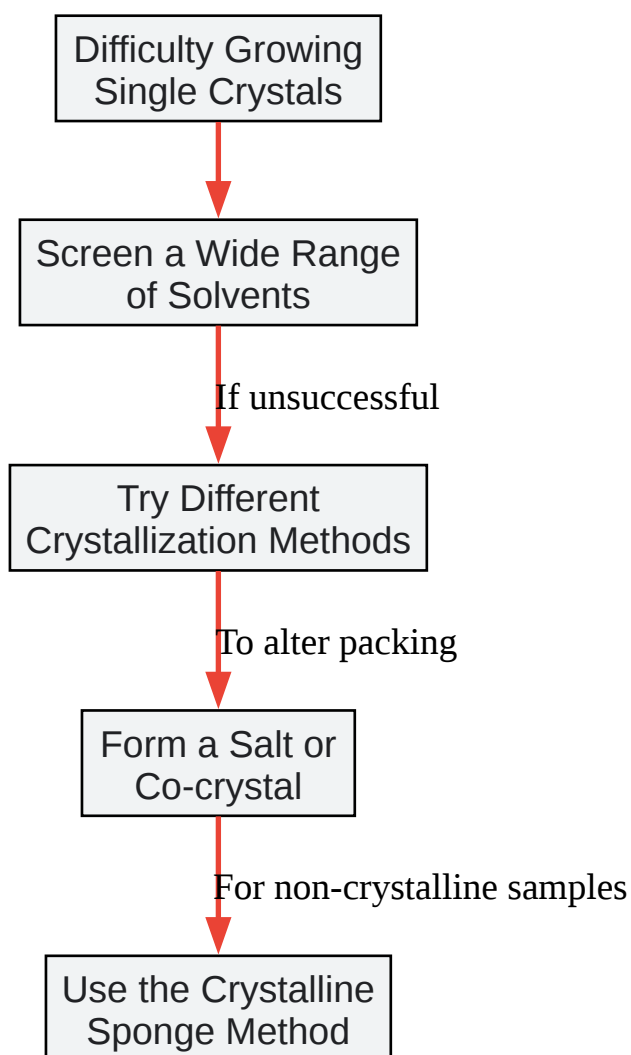 Difficulty Growing
Single Crystals
Screen a Wide Range
of Solvents
If unsuccessful
Try Different
Crystallization Methods
To alter packing
Form a Salt or
Co-crystal
For non-crystalline samples
Use the Crystalline
Sponge Method